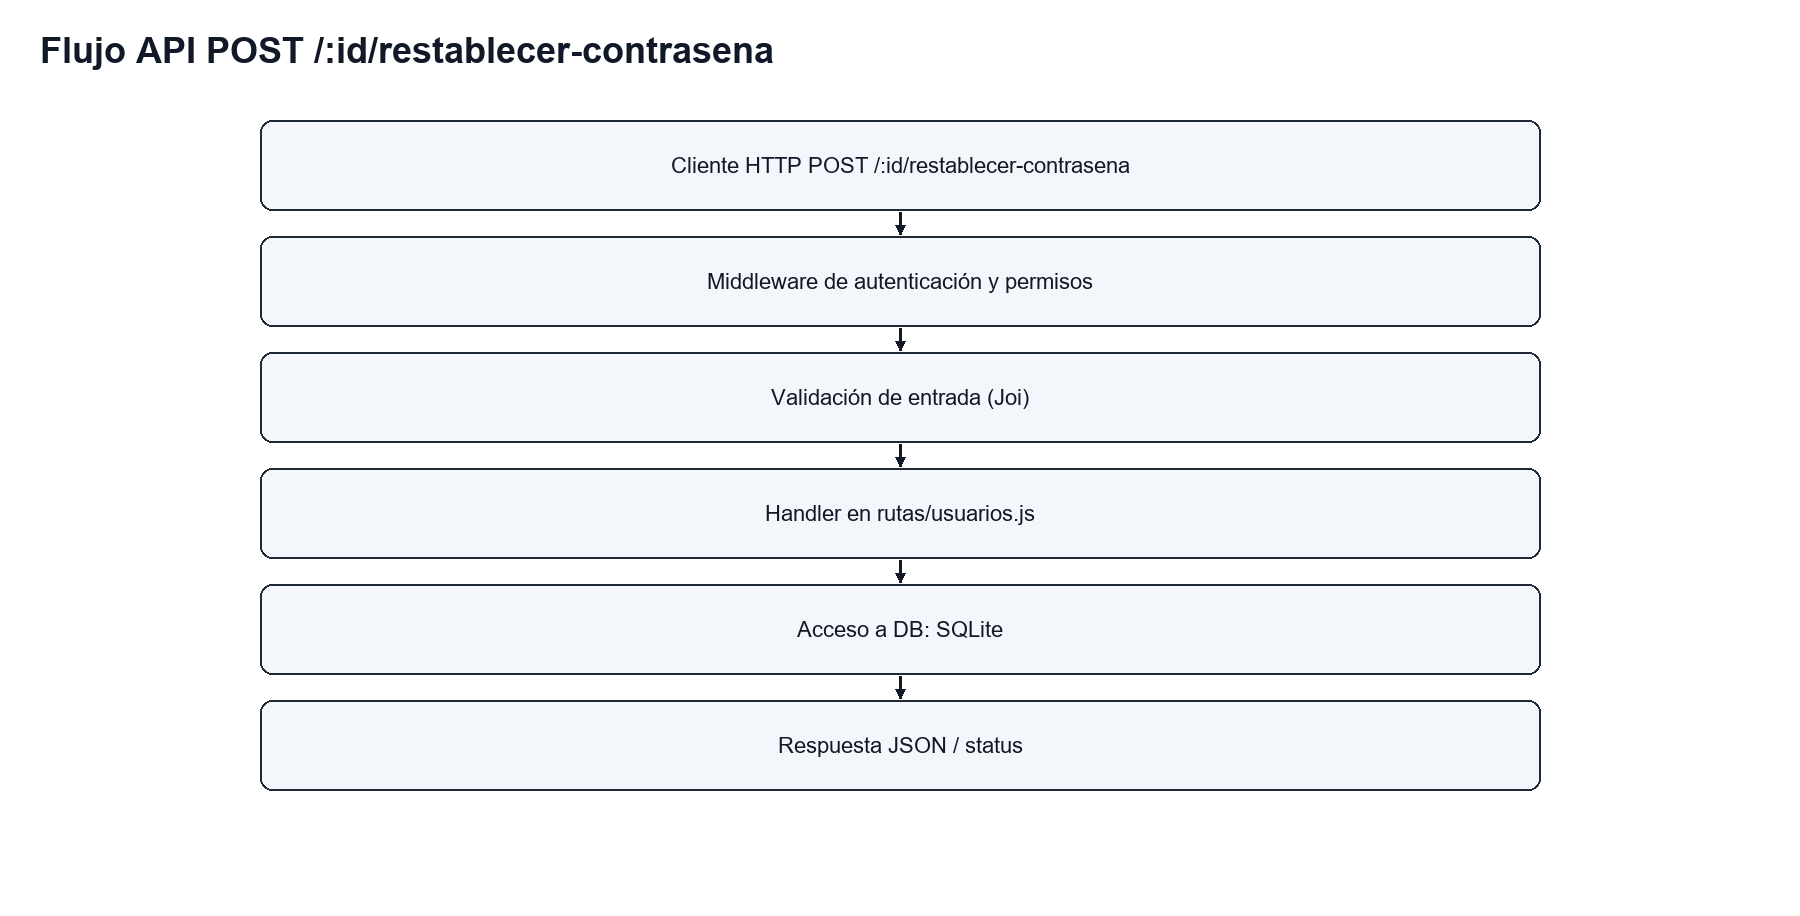 Flujo API POST /:id/restablecer-contrasena
Cliente HTTP POST /:id/restablecer-contrasena
Middleware de autenticación y permisos
Validación de entrada (Joi)
Handler en rutas/usuarios.js
Acceso a DB: SQLite
Respuesta JSON / status